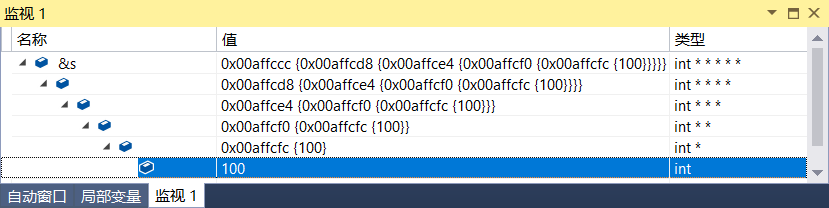 监视 1
名称 值 类型
&s 0x00affccc {0x00affcd8 {0x00affce4 {0x00affcf0 {0x00affcfc {100}}}}} int * * * * *
0x00affcd8 {0x00affce4 {0x00affcf0 {0x00affcfc {100}}}} int * * * *
0x00affce4 {0x00affcf0 {0x00affcfc {100}}} int * * *
0x00affcf0 {0x00affcfc {100}} int * *
0x00affcfc {100} int *
100 int
自动窗口 局部变量 监视 1